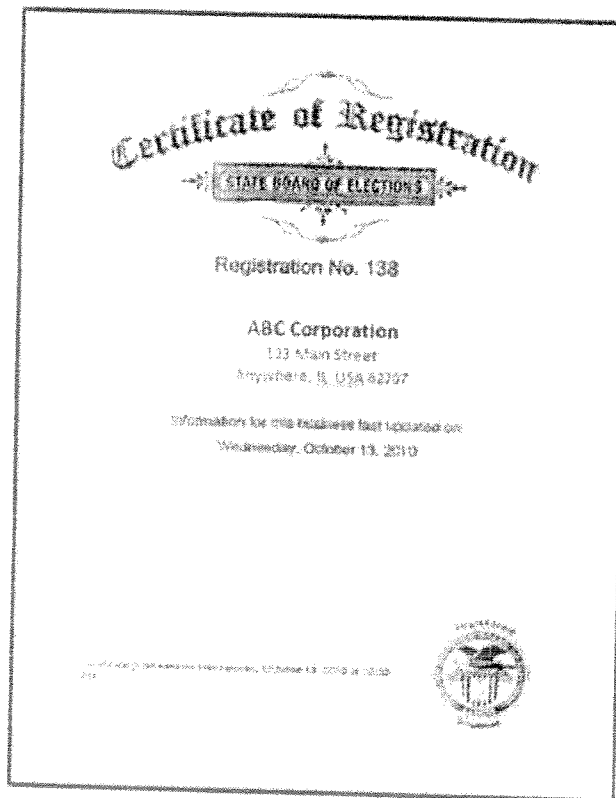 Certificate of Registration
STATE BOARD OF ELECTIONS
Registration No. 138
ABC Corporation
123 Main Street
Anywhere, IL USA 62707
Information for this business last updated on:
Wednesday, October 13, 2010